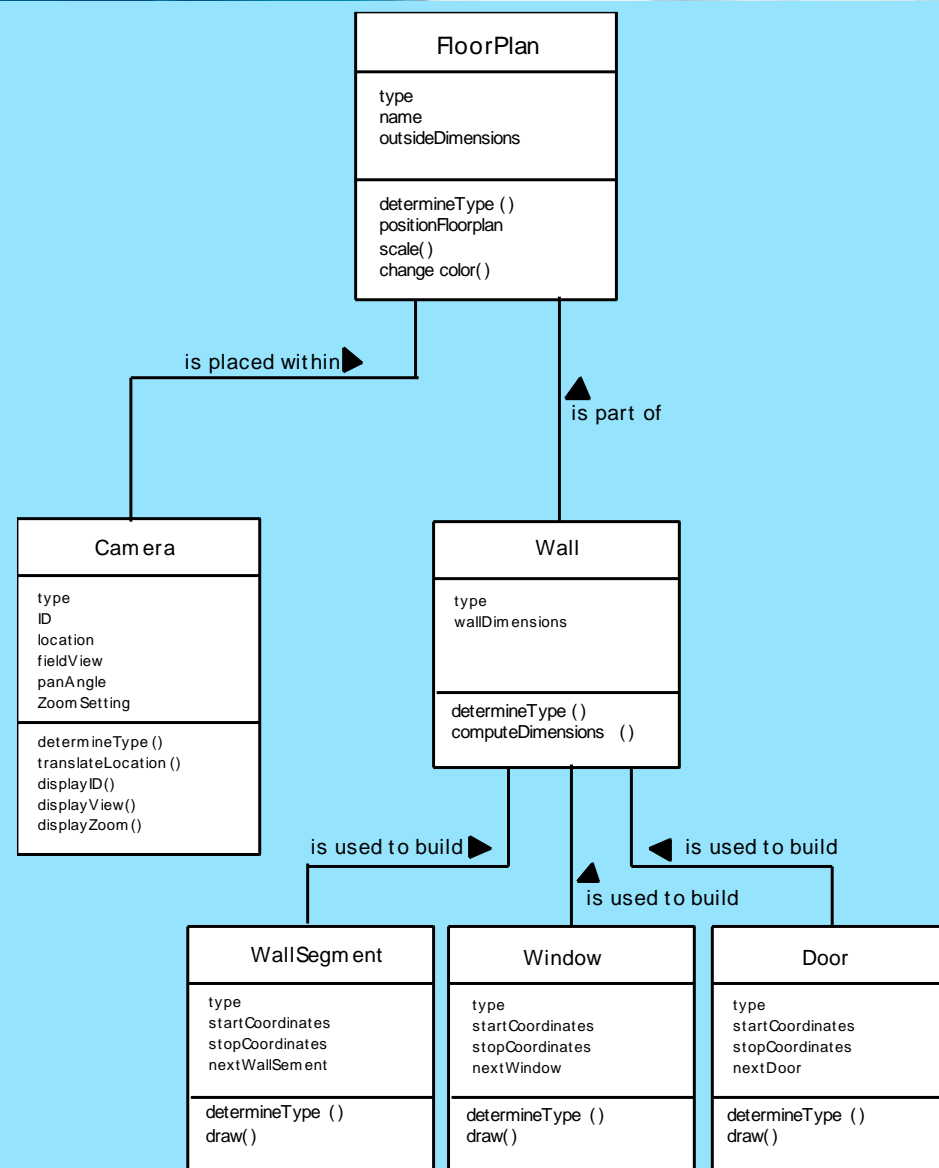 FloorPlan
type
name
outsideDimensions
determineType ()
positionFloorplan
scale()
change color()
is placed within
is part of
Camera
type
ID
location
fieldView
panAngle
ZoomSetting
determineType ()
translateLocation ()
displayID()
displayView()
displayZoom ()
Wall
type
wallDimensions
determineType ()
computeDimensions ()
is used to build
is used to build
is used to build
WallSegment
type
startCoordinates
stopCoordinates
nextWallSement
determineType ()
draw()
Window
type
startCoordinates
stopCoordinates
nextWindow
determineType ()
draw()
Door
type
startCoordinates
stopCoordinates
nextDoor
determineType ()
draw()